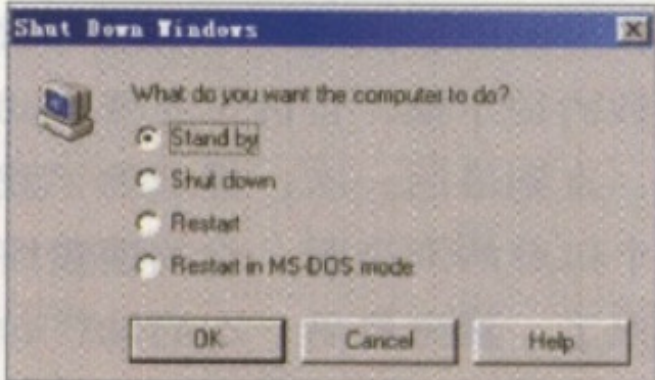 Shut Down Windows
What do you want the computer to do?
Stand by
Shut down
Restart
Restart in MS-DOS mode
OK
Cancel
Help